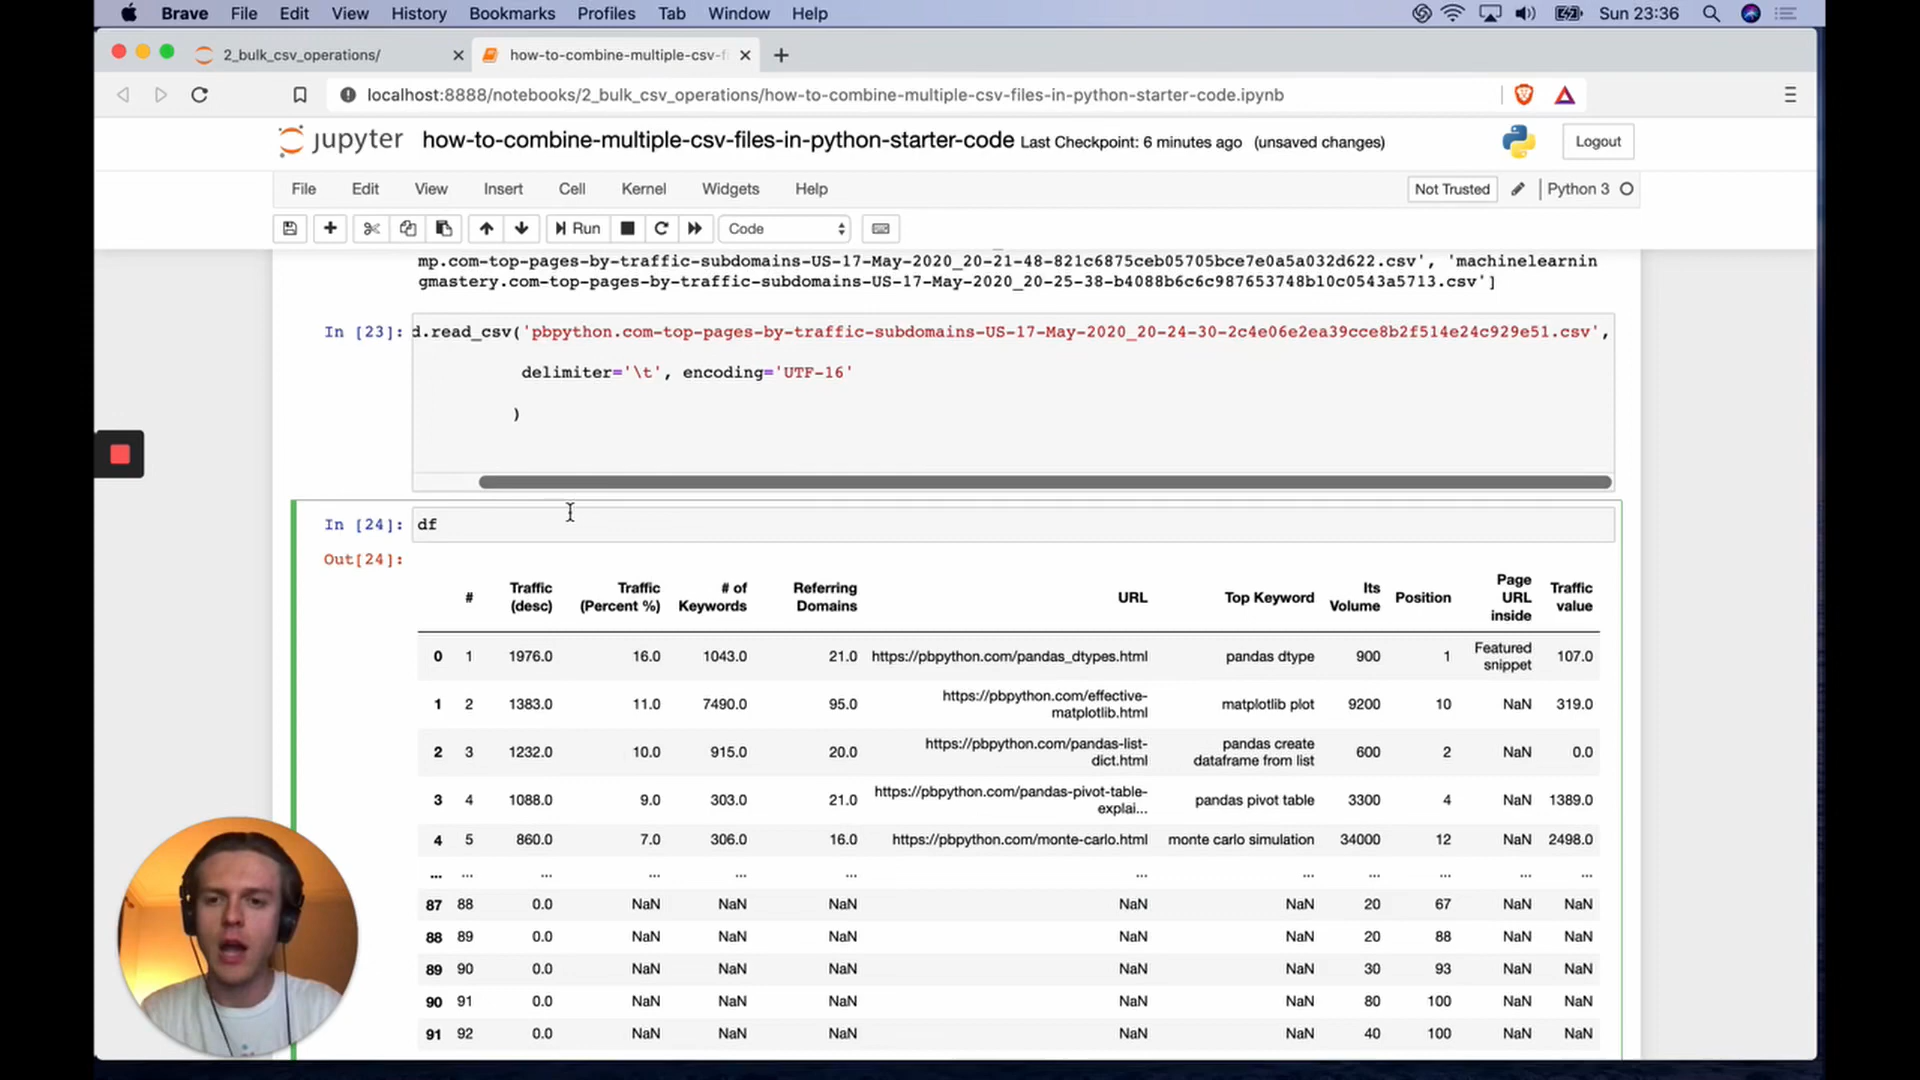 Brave File Edit View History Bookmarks Profiles Tab Window Help Sun 23:36
2_bulk_csv_operations/ how-to-combine-multiple-csv-f
localhost:8888/notebooks/2_bulk_csv_operations/how-to-combine-multiple-csv-files-in-python-starter-code.ipynb
jupyter how-to-combine-multiple-csv-files-in-python-starter-code Last Checkpoint: 6 minutes ago (unsaved changes) Logout
File Edit View Insert Cell Kernel Widgets Help Not Trusted Python 3
Run Code
mp.com-top-pages-by-traffic-subdomains-US-17-May-2020_20-21-48-821c6875ceb05705bce7e0a5a032d622.csv', 'machinelearnin
gmastery.com-top-pages-by-traffic-subdomains-US-17-May-2020_20-25-38-b4088b6c6c987653748b10c0543a5713.csv']
In [23]: d.read_csv('pbpython.com-top-pages-by-traffic-subdomains-US-17-May-2020_20-24-30-2c4e06e2ea39cce8b2f514e24c929e51.csv',
delimiter='\t', encoding='UTF-16'
)
In [24]: df
Out[24]:
# Traffic (desc) Traffic (Percent %) # of Keywords Referring Domains URL Top Keyword Its Volume Position Page URL inside Traffic value
0 1 1976.0 16.0 1043.0 21.0 https://pbpython.com/pandas_dtypes.html pandas dtype 900 1 Featured snippet 107.0
1 2 1383.0 11.0 7490.0 95.0 https://pbpython.com/effective-matplotlib.html matplotlib plot 9200 10 NaN 319.0
2 3 1232.0 10.0 915.0 20.0 https://pbpython.com/pandas-list-dict.html pandas create dataframe from list 600 2 NaN 0.0
3 4 1088.0 9.0 303.0 21.0 https://pbpython.com/pandas-pivot-table-explai... pandas pivot table 3300 4 NaN 1389.0
4 5 860.0 7.0 306.0 16.0 https://pbpython.com/monte-carlo.html monte carlo simulation 34000 12 NaN 2498.0
... ... ... ... ... ... ... ... ... ... ... ...
87 88 0.0 NaN NaN NaN NaN NaN 20 67 NaN NaN
88 89 0.0 NaN NaN NaN NaN NaN 20 88 NaN NaN
89 90 0.0 NaN NaN NaN NaN NaN 30 93 NaN NaN
90 91 0.0 NaN NaN NaN NaN NaN 80 100 NaN NaN
91 92 0.0 NaN NaN NaN NaN NaN 40 100 NaN NaN